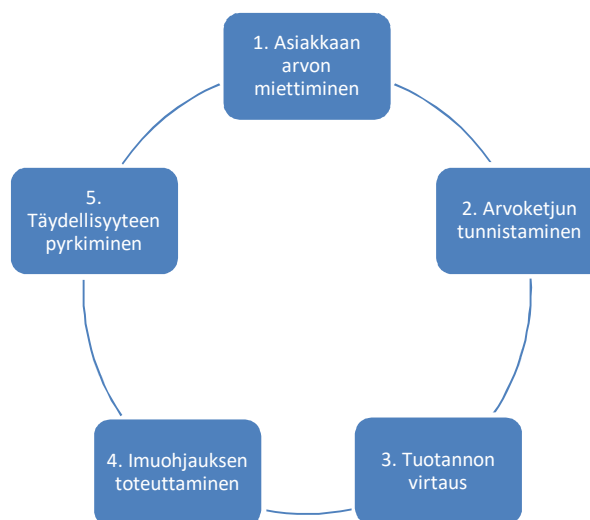 1. Asiakkaan
arvon
miettiminen
2. Arvoketjun
tunnistaminen
3. Tuotannon
virtaus
4. Imuohjauksen
toteuttaminen
5.
Täydellisyyteen
pyrkiminen